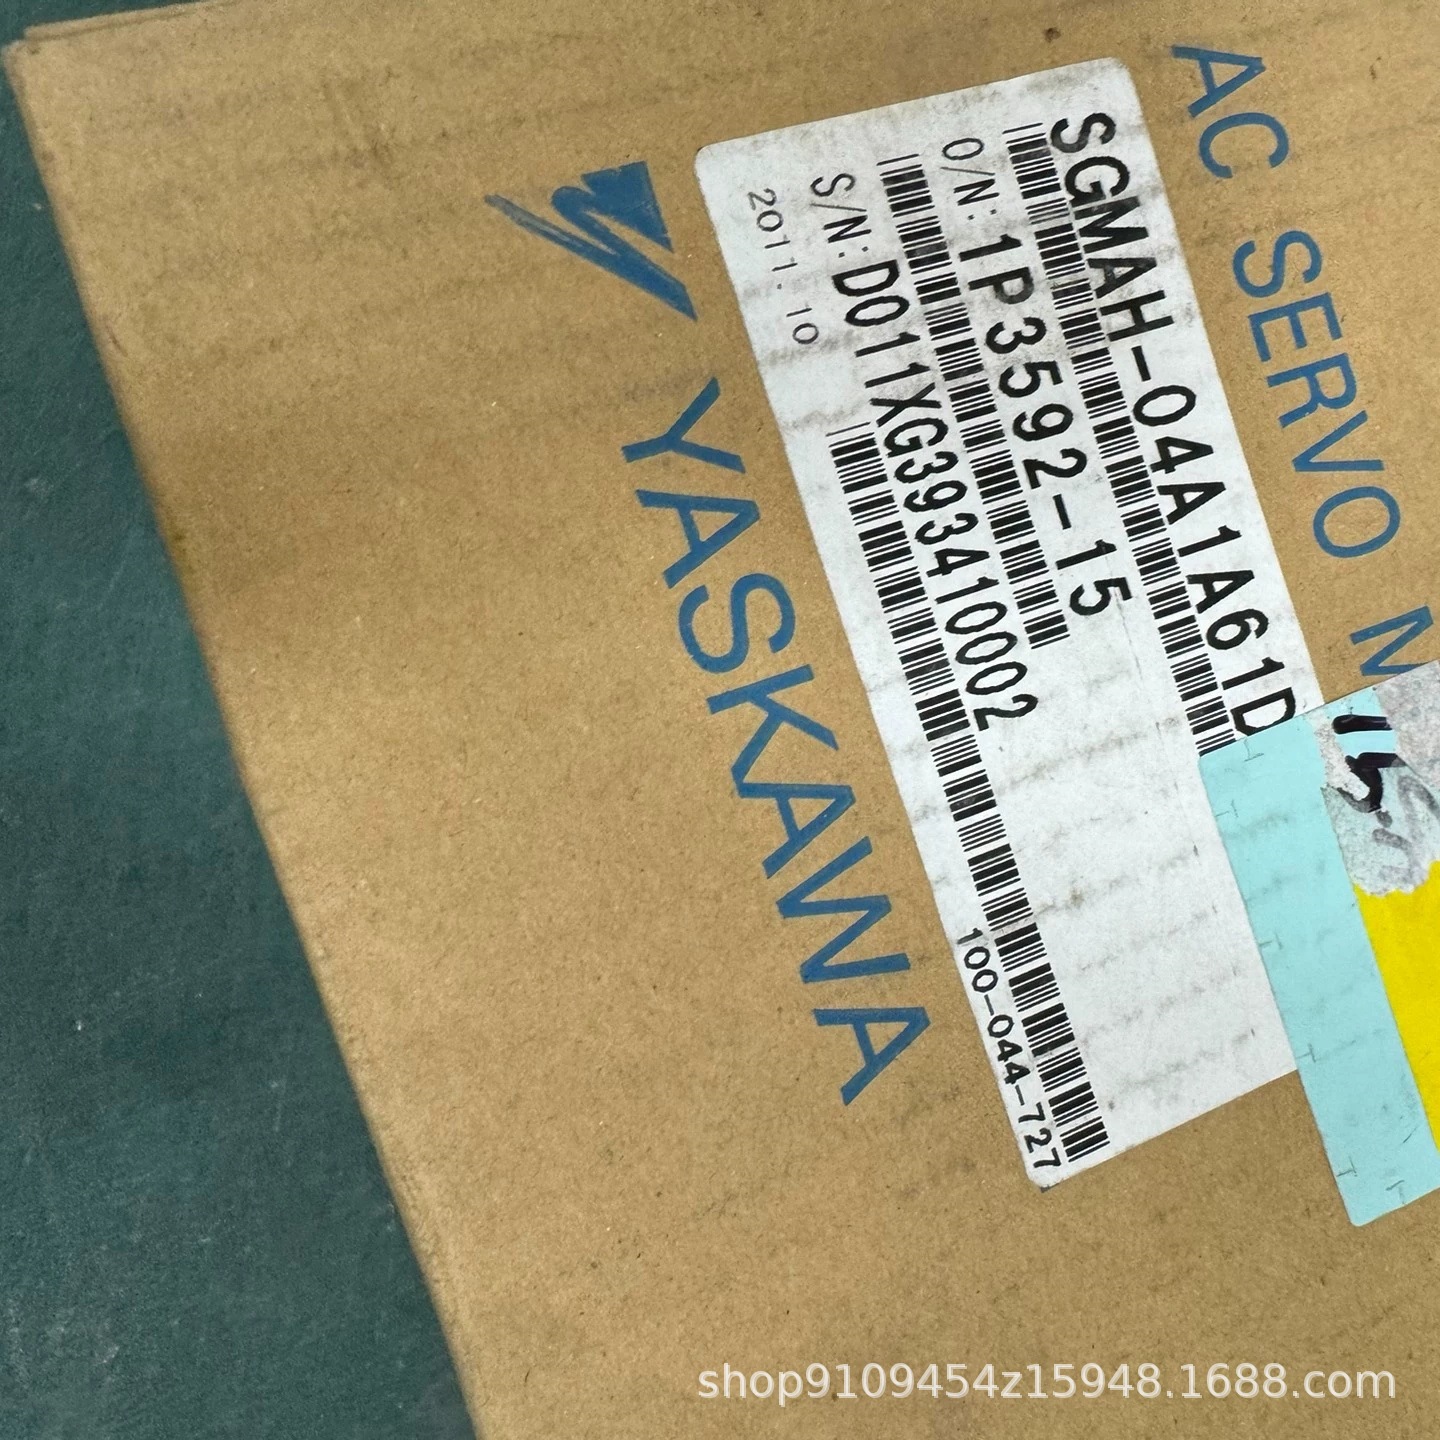 AC SERVO M
SGMAH-04A1A61D
O/N: 1P3592-15
S/N: D011XG393410002
2011. 10
100-044-727
YASKAWA
shop9109454z15948.1688.com